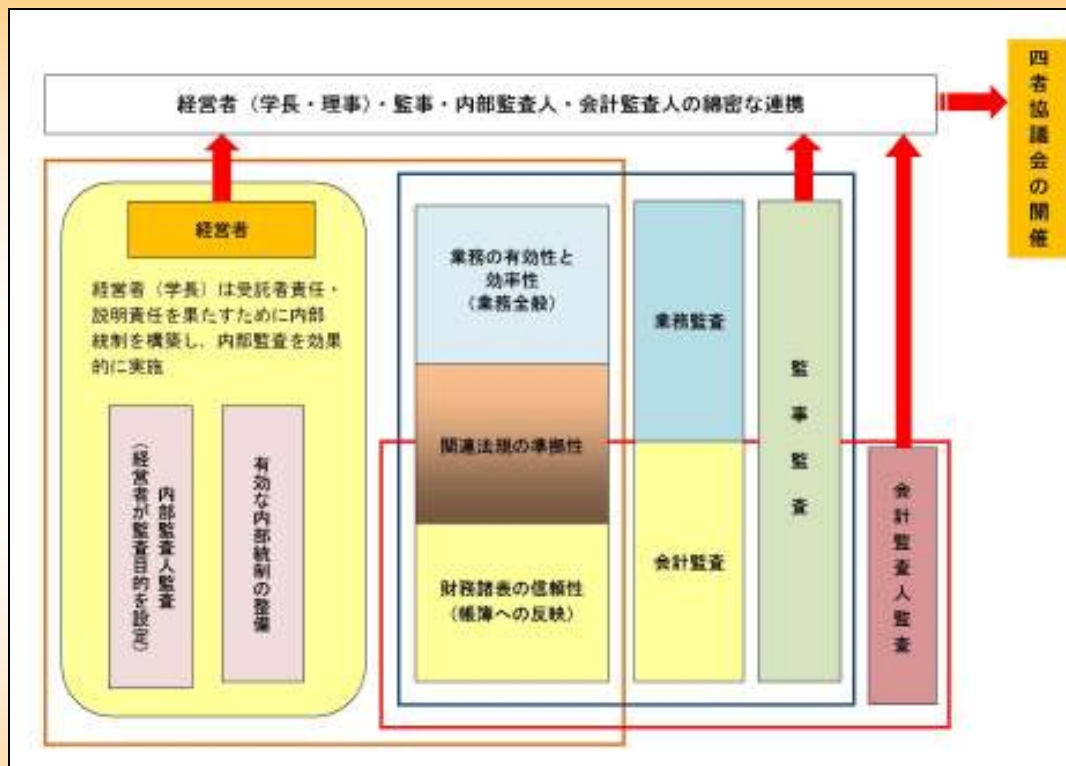 経営者（学長・理事）・監事・内部監査人・会計監査人の綿密な連携
四者協議会の開催
経営者
経営者（学長）は受託者責任・
説明責任を果たすために内部
統制を構築し、内部監査を効果
的に実施
内部監査人監査
（経営者が監査目的を設定）
有効な内部統制の整備
業務の有効性と
効率性
（業務全般）
関連法規の準拠性
財務諸表の信頼性
（帳簿への反映）
業務監査
会計監査
監事監査
会計監査人監査